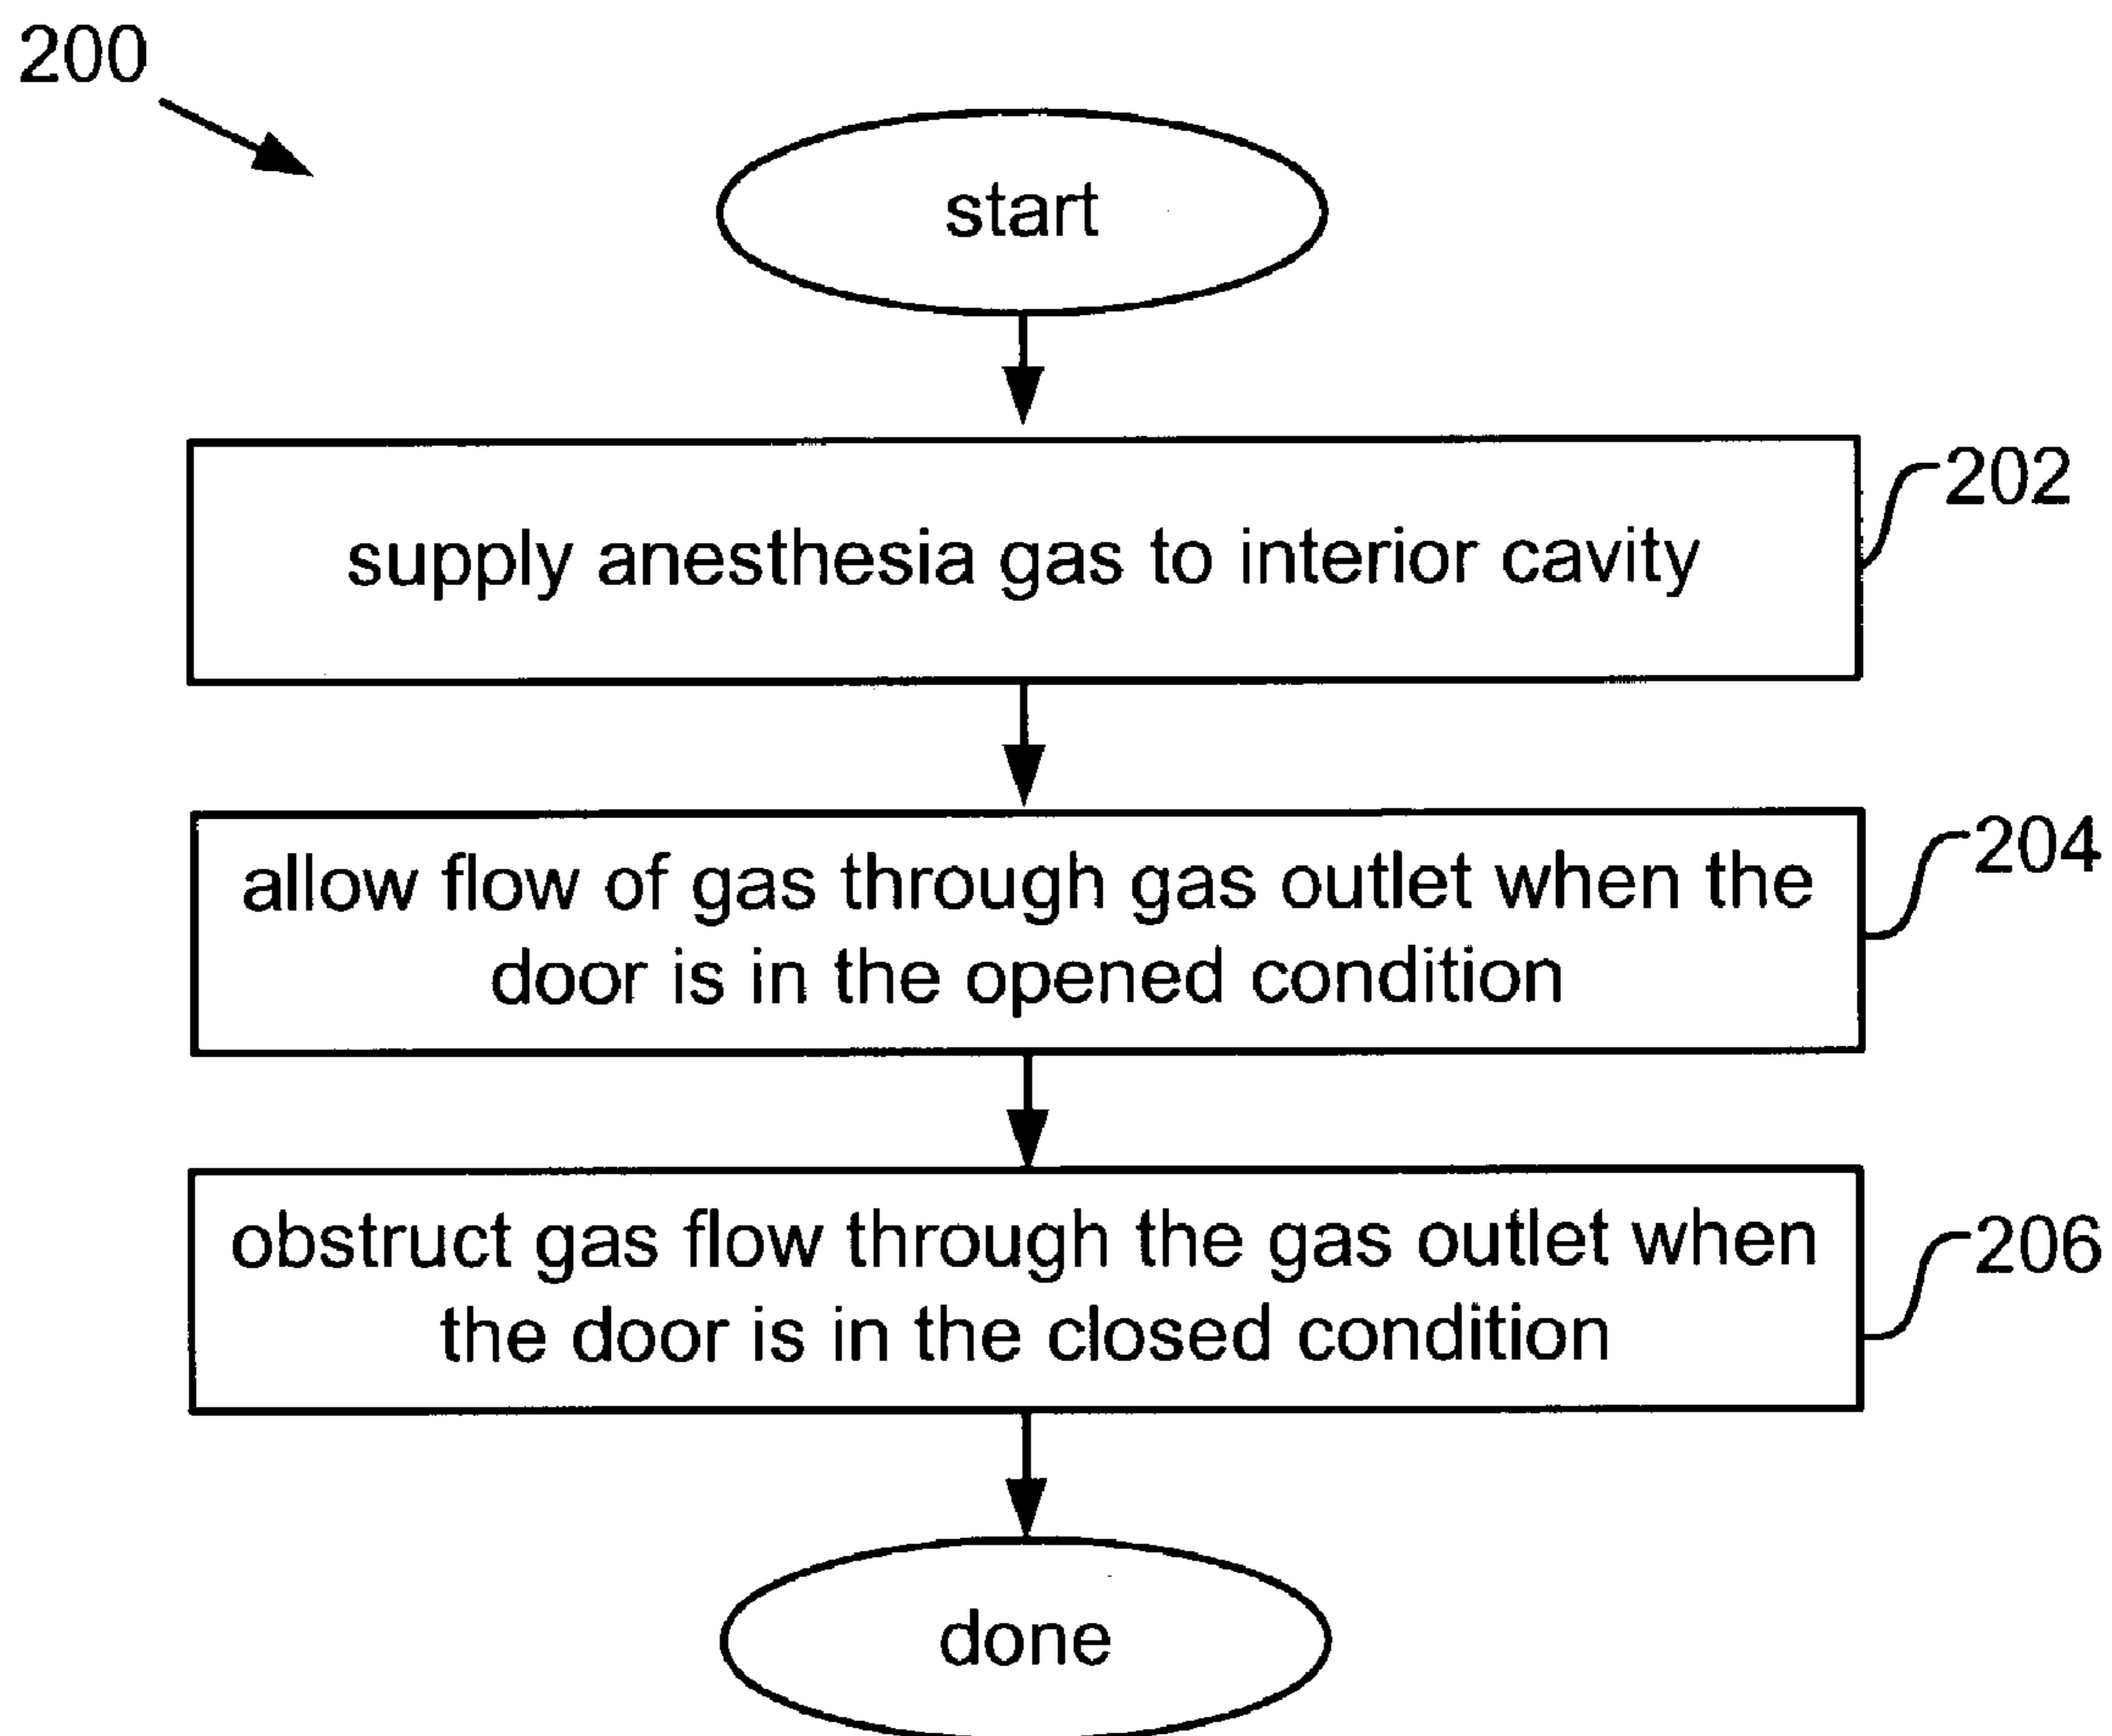 200
start
supply anesthesia gas to interior cavity
202
allow flow of gas through gas outlet when the
door is in the opened condition
204
obstruct gas flow through the gas outlet when
the door is in the closed condition
206
done